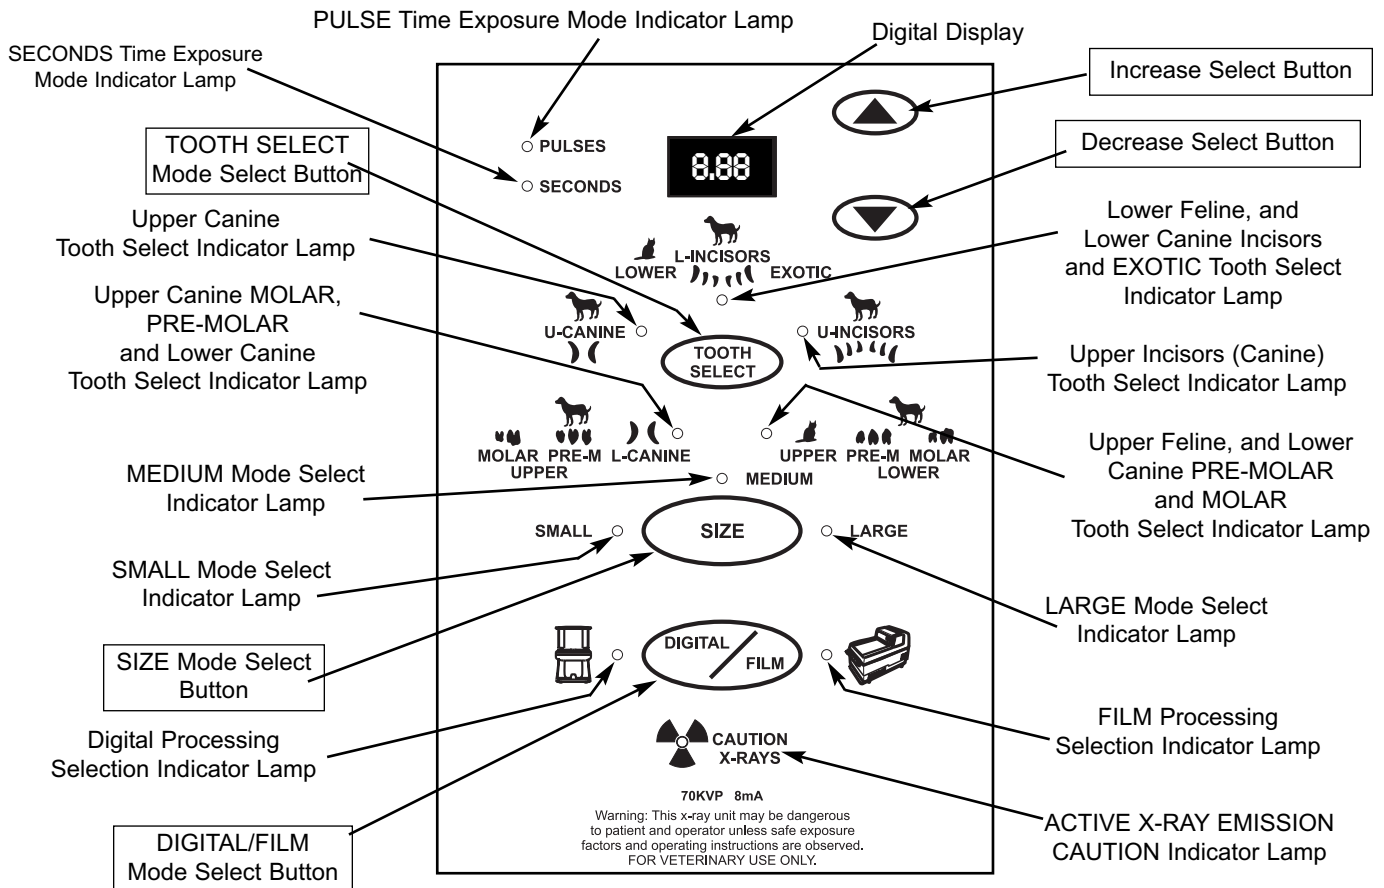 PULSE Time Exposure Mode Indicator Lamp
Digital Display
SECONDS Time Exposure
Mode Indicator Lamp
Increase Select Button
TOOTH SELECT
Mode Select Button
PULSES
8.88
Decrease Select Button
SECONDS
Upper Canine
Tooth Select Indicator Lamp
Lower Feline, and
Lower Canine Incisors
and EXOTIC Tooth Select
Indicator Lamp
L-INCISORS
LOWER
EXOTIC
Upper Canine MOLAR,
PRE-MOLAR
and Lower Canine
Tooth Select Indicator Lamp
U-CANINE
U-INCISORS
TOOTH
SELECT
Upper Incisors (Canine)
Tooth Select Indicator Lamp
MOLAR PRE-M L-CANINE
UPPER
UPPER PRE-M MOLAR
LOWER
Upper Feline, and Lower
Canine PRE-MOLAR
and MOLAR
Tooth Select Indicator Lamp
MEDIUM Mode Select
Indicator Lamp
MEDIUM
SMALL
SIZE
LARGE
SMALL Mode Select
Indicator Lamp
LARGE Mode Select
Indicator Lamp
SIZE Mode Select
Button
DIGITAL
FILM
Digital Processing
Selection Indicator Lamp
FILM Processing
Selection Indicator Lamp
CAUTION
X-RAYS
70KVP 8mA
Warning: This x-ray unit may be dangerous
to patient and operator unless safe exposure
factors and operating instructions are observed.
FOR VETERINARY USE ONLY.
DIGITAL/FILM
Mode Select Button
ACTIVE X-RAY EMISSION
CAUTION Indicator Lamp